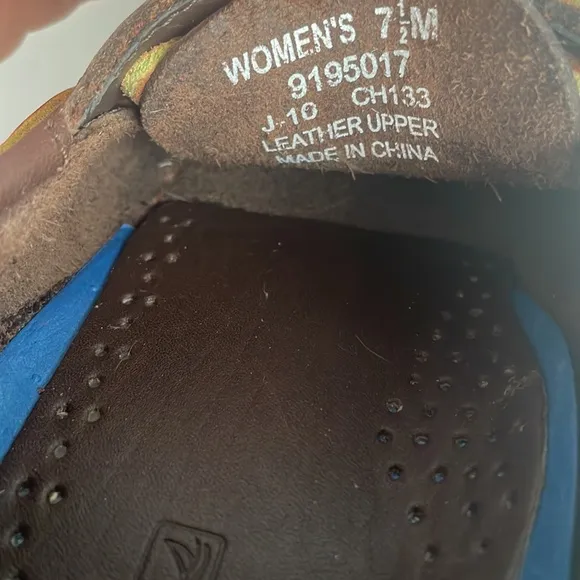 WOMEN'S 7½M
9195017
J-10 CH133
LEATHER UPPER
MADE IN CHINA